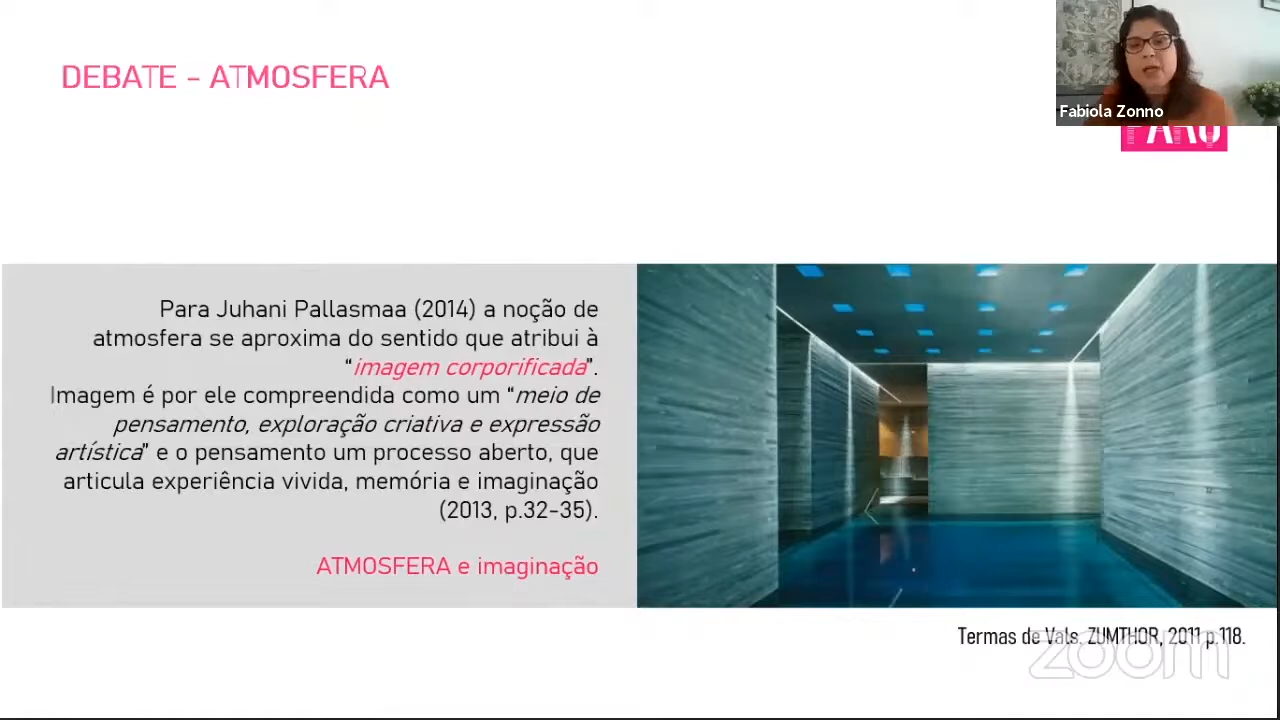 DEBATE - ATMOSFERA
Fabiola Zonno
Para Juhani Pallasmaa (2014) a noção de
atmosfera se aproxima do sentido que atribui à
“imagem corporificada”.
Imagem é por ele compreendida como um “meio de
pensamento, exploração criativa e expressão
artística” e o pensamento um processo aberto, que
articula experiência vivida, memória e imaginação
(2013, p.32-35).
ATMOSFERA e imaginação
Termas de Vals. ZUMTHOR, 2011 p.118.
zoom